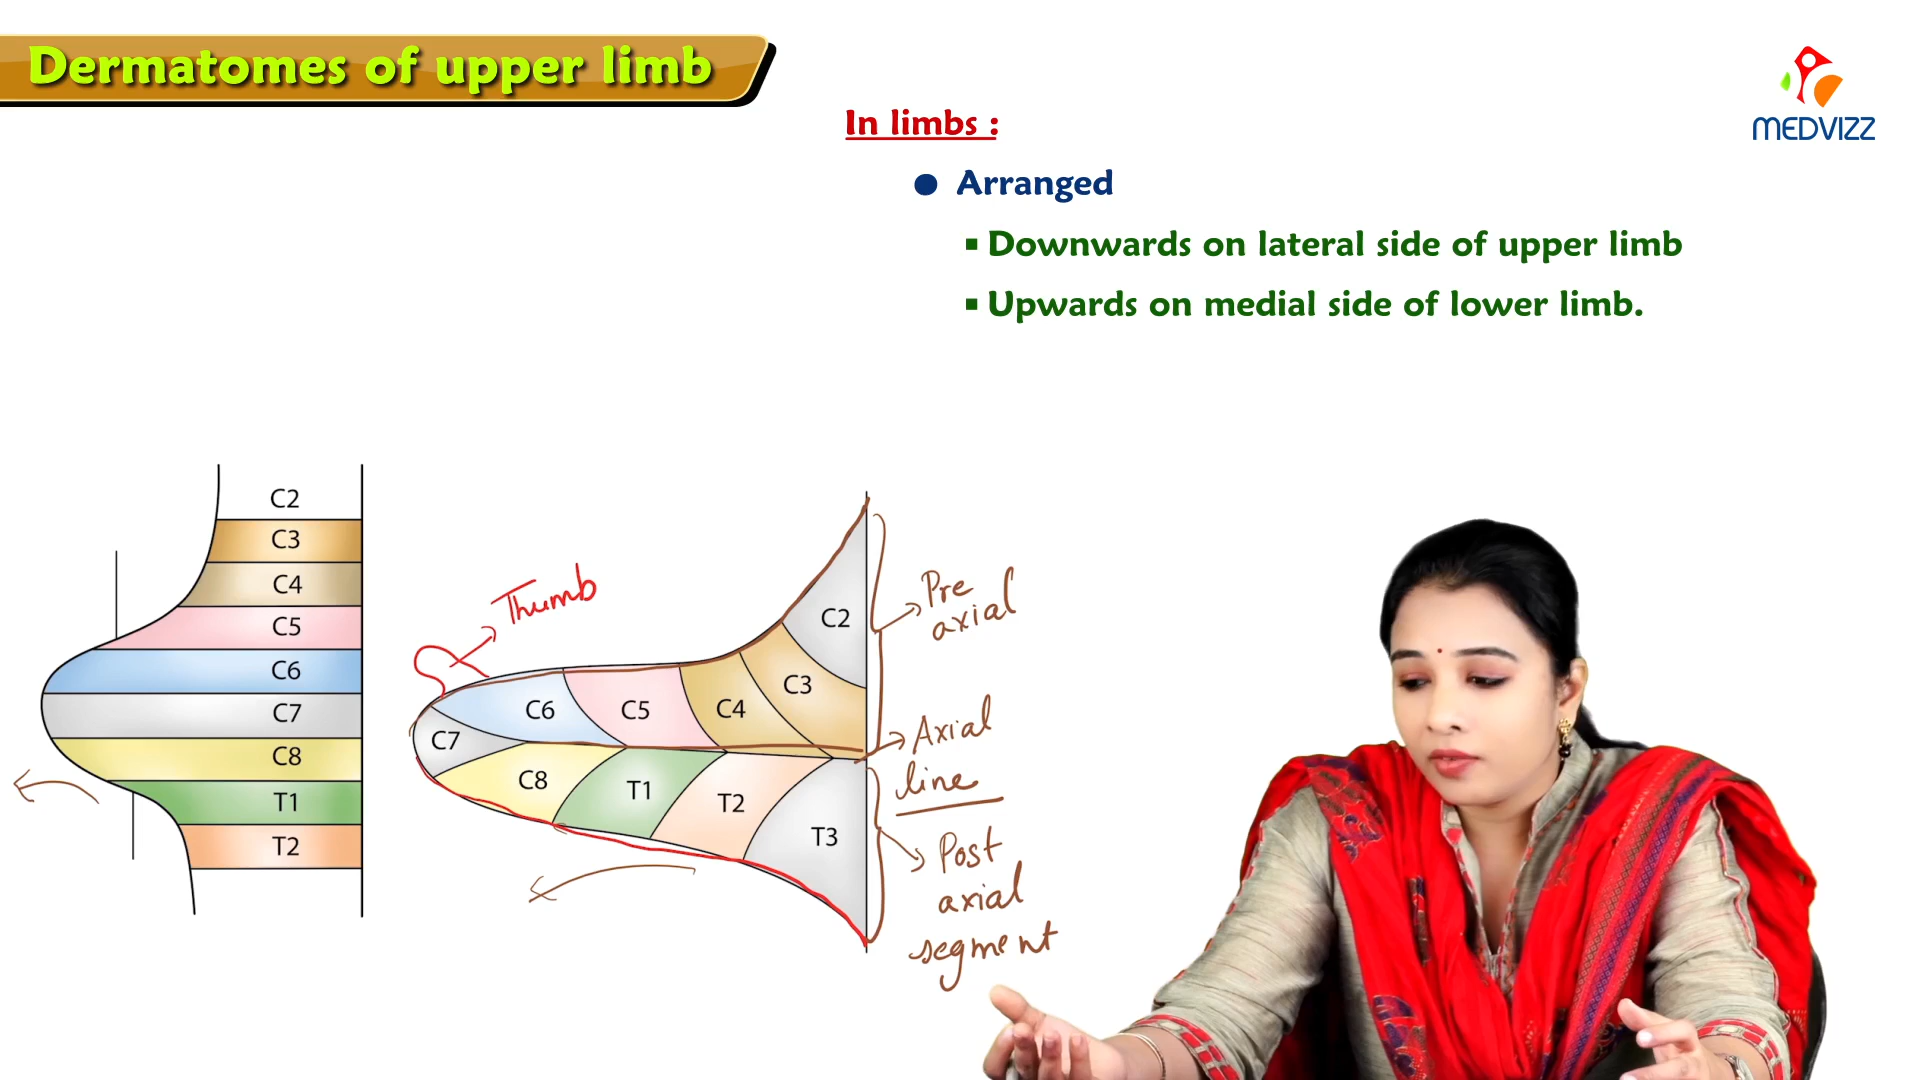 Dermatomes of upper limb
MEDVIZZ
In limbs :
Arranged
Downwards on lateral side of upper limb
Upwards on medial side of lower limb.
C2
C3
C4
C5
C6
C7
C8
T1
T2
Thumb
C2
C3
C4
C5
C6
C7
C8
T1
T2
T3
Pre
axial
Axial
line
Post
axial
segment